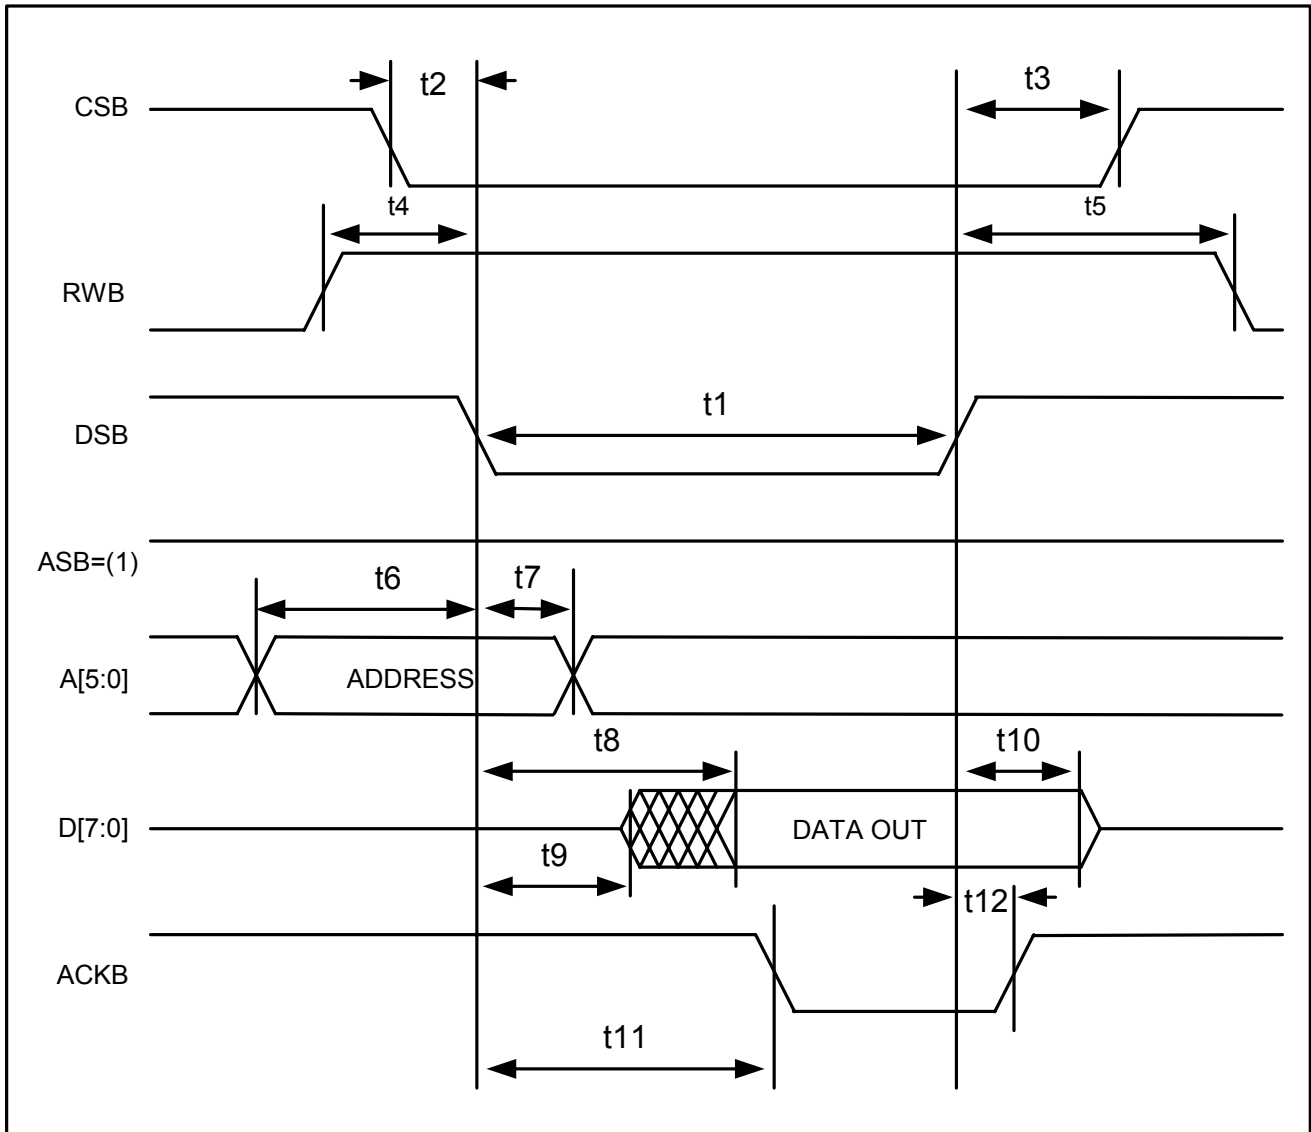 t2
t3
CSB
t4
t5
RWB
t1
DSB
ASB=(1)
t6
t7
A[5:0]
ADDRESS
t8
t10
D[7:0]
DATA OUT
t9
t12
ACKB
t11